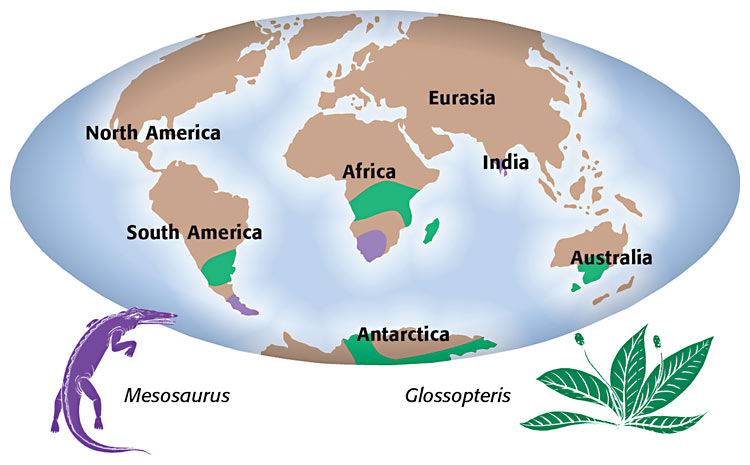 Eurasia
North America
India
Africa
South America
Australia
Antarctica
Mesosaurus
Glossopteris